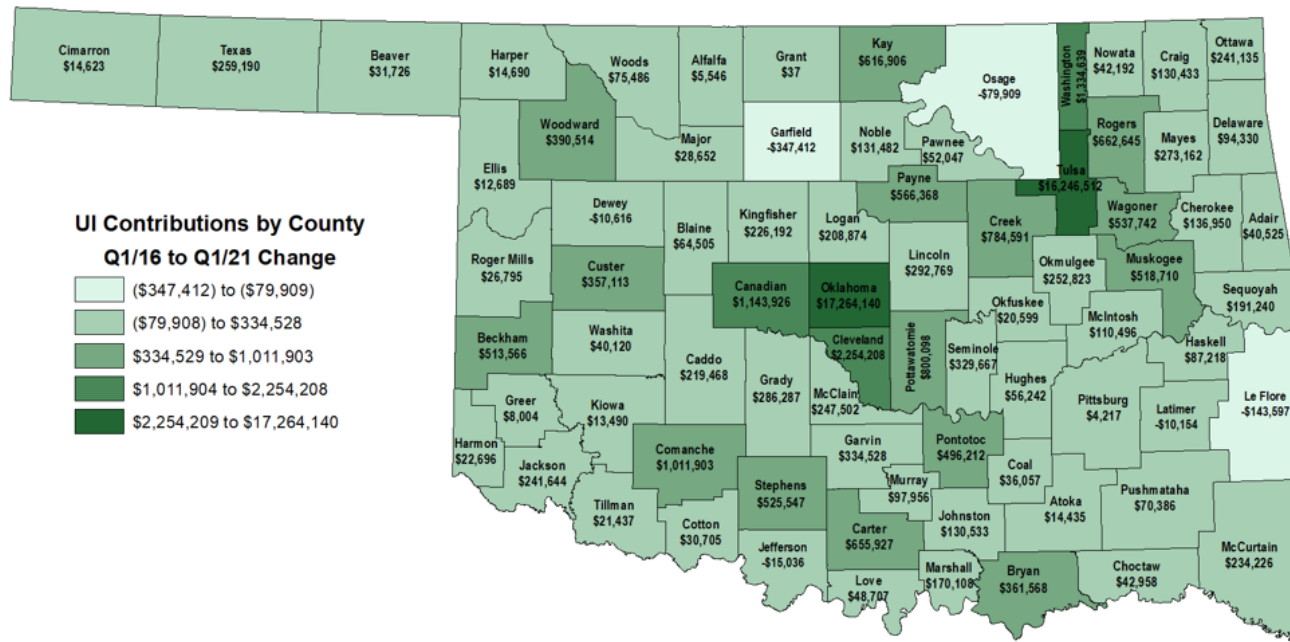 UI Contributions by County
Q1/16 to Q1/21 Change
($347,412) to ($79,909)
($79,908) to $334,528
$334,529 to $1,011,903
$1,011,904 to $2,254,208
$2,254,209 to $17,264,140
Cimarron
$14,623
Texas
$259,190
Beaver
$31,726
Harper
$14,690
Woods
$75,486
Alfalfa
$5,546
Grant
$37
Kay
$616,906
Osage
-$79,909
Washington
$1,334,639
Nowata
$42,192
Craig
$130,433
Ottawa
$241,135
Woodward
$390,514
Major
$28,652
Garfield
-$347,412
Noble
$131,482
Pawnee
$52,047
Rogers
$662,645
Mayes
$273,162
Delaware
$94,330
Ellis
$12,689
Payne
$566,368
Tulsa
$16,246,512
Dewey
-$10,616
Blaine
$64,505
Kingfisher
$226,192
Logan
$208,874
Creek
$784,591
Wagoner
$537,742
Cherokee
$136,950
Adair
$40,525
Roger Mills
$26,795
Custer
$357,113
Canadian
$1,143,926
Oklahoma
$17,264,140
Lincoln
$292,769
Okmulgee
$252,823
Muskogee
$518,710
Sequoyah
$191,240
Beckham
$513,566
Washita
$40,120
Caddo
$219,468
Grady
$286,287
McClain
$247,502
Cleveland
$2,254,208
Pottawatomie
$800,098
Seminole
$329,667
Okfuskee
$20,599
McIntosh
$110,496
Haskell
$87,218
Hughes
$56,242
Pittsburg
$4,217
Latimer
-$10,154
Le Flore
-$143,597
Greer
$8,004
Kiowa
$13,490
Harmon
$22,696
Jackson
$241,644
Comanche
$1,011,903
Tillman
$21,437
Cotton
$30,705
Stephens
$525,547
Jefferson
-$15,036
Garvin
$334,528
Murray
$97,956
Carter
$655,927
Love
$48,707
Pontotoc
$496,212
Johnston
$130,533
Marshall
$170,108
Coal
$36,057
Atoka
$14,435
Bryan
$361,568
Pushmataha
$70,386
Choctaw
$42,958
McCurtain
$234,226